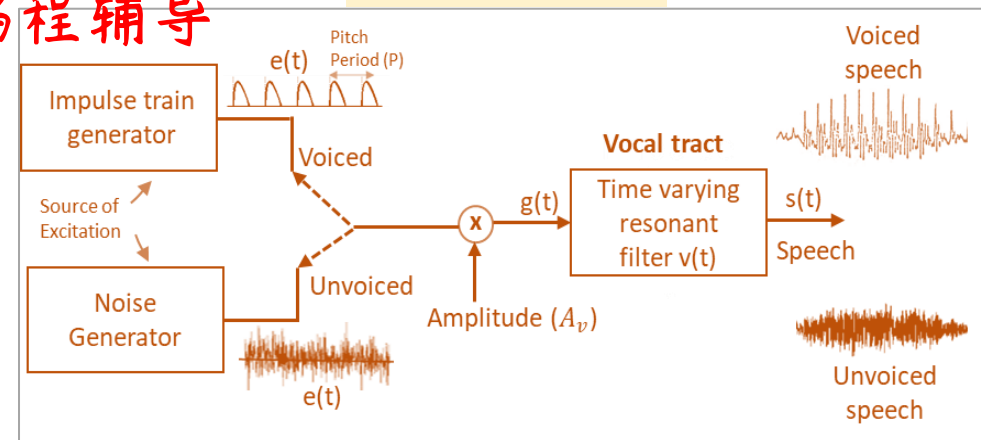 程辅导
Pitch
Period (P)
e(t)
Voiced
speech
Impulse train
generator
Voiced
Vocal tract
Source of
Excitation
g(t)
X
Time varying
resonant
filter v(t)
s(t)
Speech
Unvoiced
Noise
Generator
Amplitude (Aᵥ)
e(t)
Unvoiced
speech